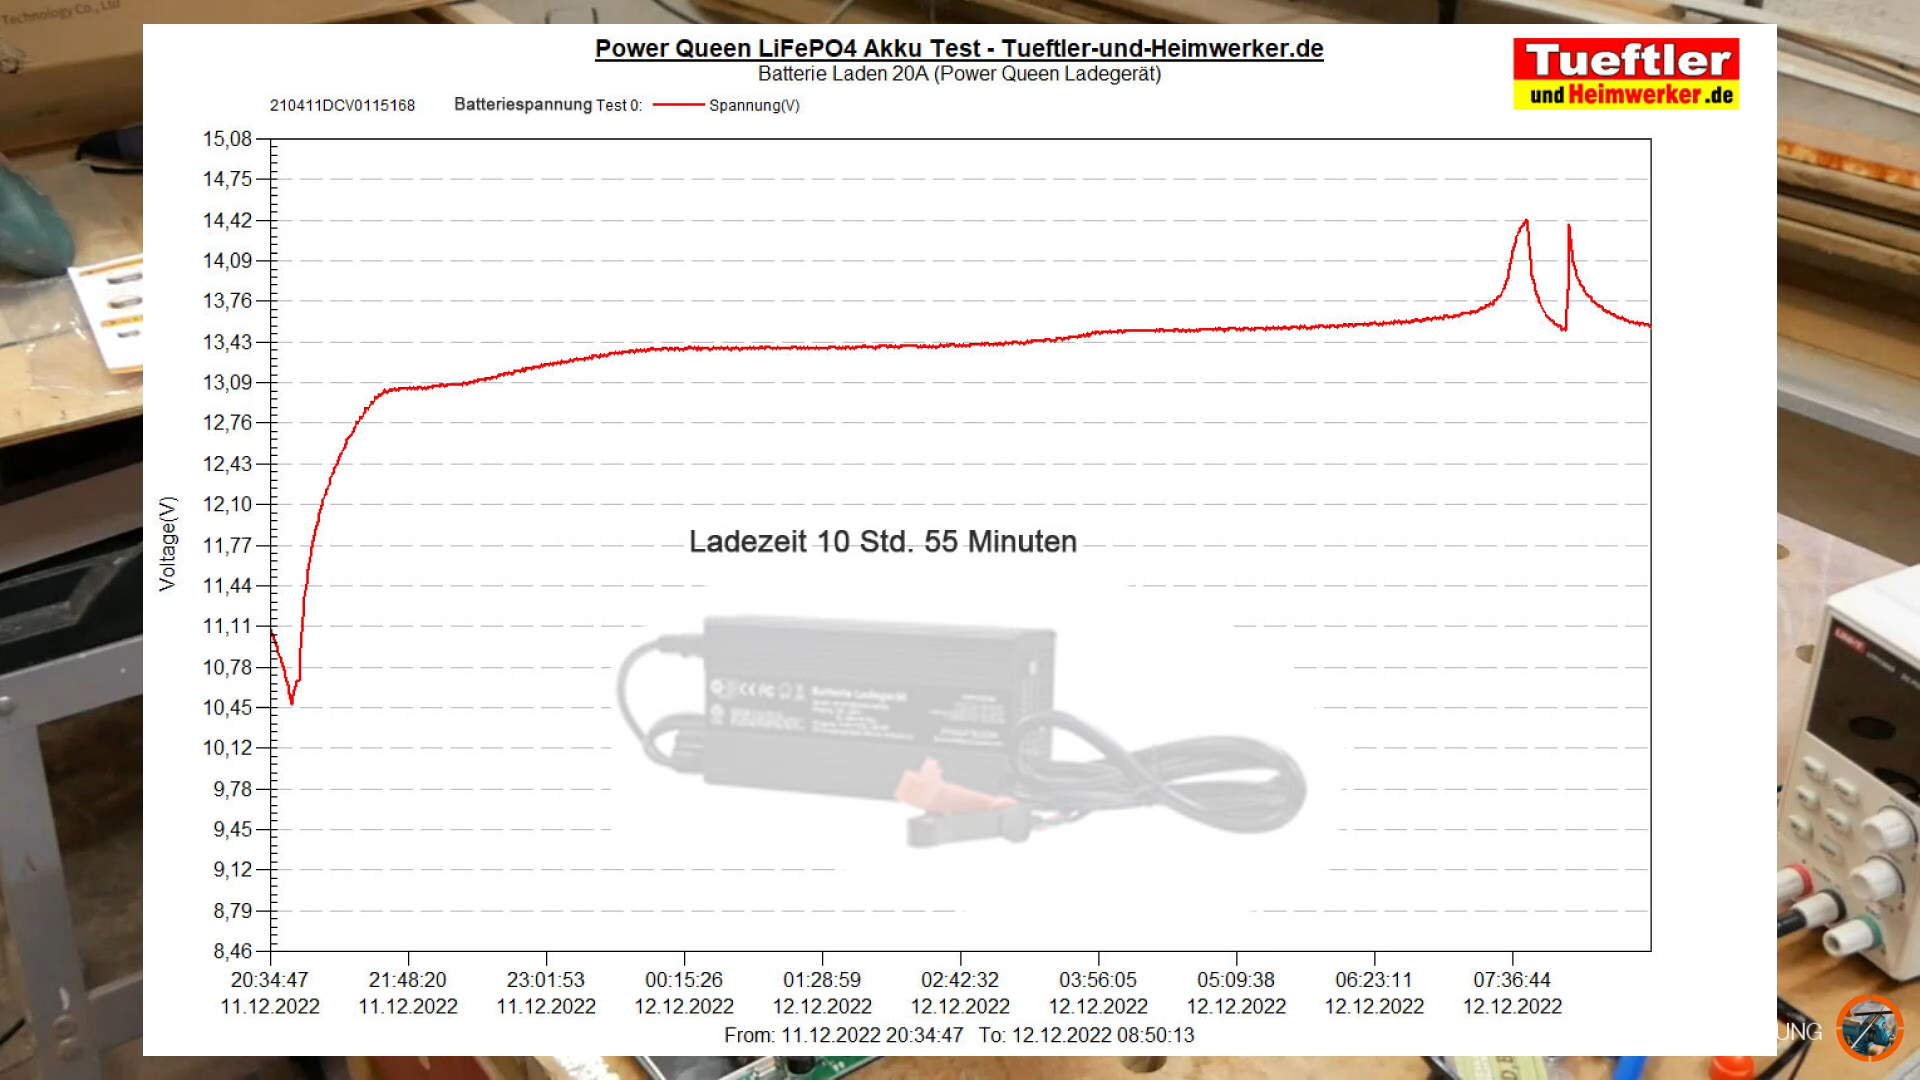 Technology Co., Ltd
Power Queen LiFePO4 Akku Test - Tueftler-und-Heimwerker.de
Batterie Laden 20A (Power Queen Ladegerät)
Tueftler
und Heimwerker.de
210411DCV0115168 Batteriespannung Test 0: Spannung(V)
15,08
14,75
14,42
14,09
13,76
13,43
13,09
12,76
12,43
12,10
11,77
11,44
11,11
10,78
10,45
10,12
9,78
9,45
9,12
8,79
8,46
Voltage(V)
Ladezeit 10 Std. 55 Minuten
Batterie Ladegerät
20:34:47 21:48:20 23:01:53 00:15:26 01:28:59 02:42:32 03:56:05 05:09:38 06:23:11 07:36:44
11.12.2022 11.12.2022 11.12.2022 12.12.2022 12.12.2022 12.12.2022 12.12.2022 12.12.2022 12.12.2022 12.12.2022
From: 11.12.2022 20:34:47 To: 12.12.2022 08:50:13
UNG